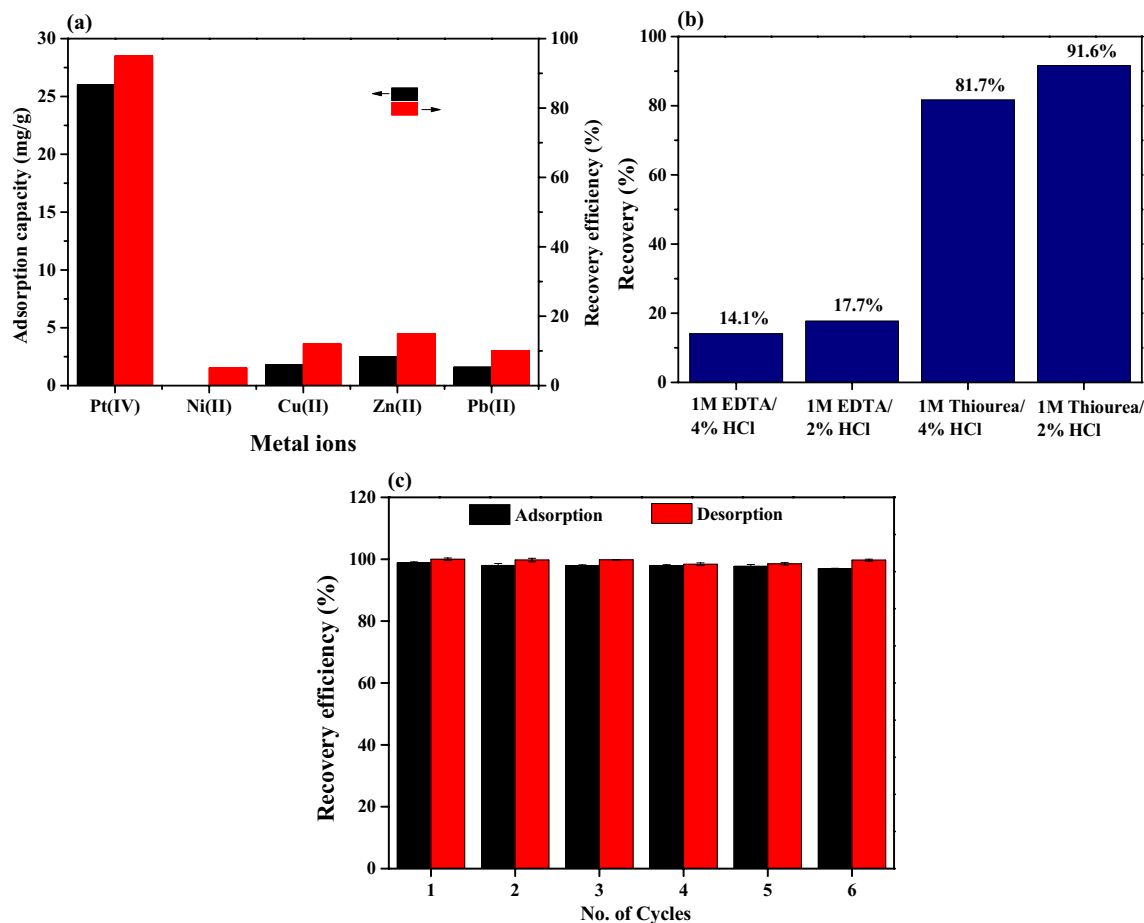 (a)
Adsorption capacity (mg/g)
30
25
20
15
10
5
0
100
80
60
40
20
0
Recovery efficiency (%)
Pt(IV) Ni(II) Cu(II) Zn(II) Pb(II)
Metal ions
(b)
Recovery (%)
100
80
60
40
20
0
14.1%
17.7%
81.7%
91.6%
1M EDTA/
4% HCl
1M EDTA/
2% HCl
1M Thiourea/
4% HCl
1M Thiourea/
2% HCl
(c)
Recovery efficiency (%)
120
100
80
60
40
20
0
Adsorption Desorption
1 2 3 4 5 6
No. of Cycles